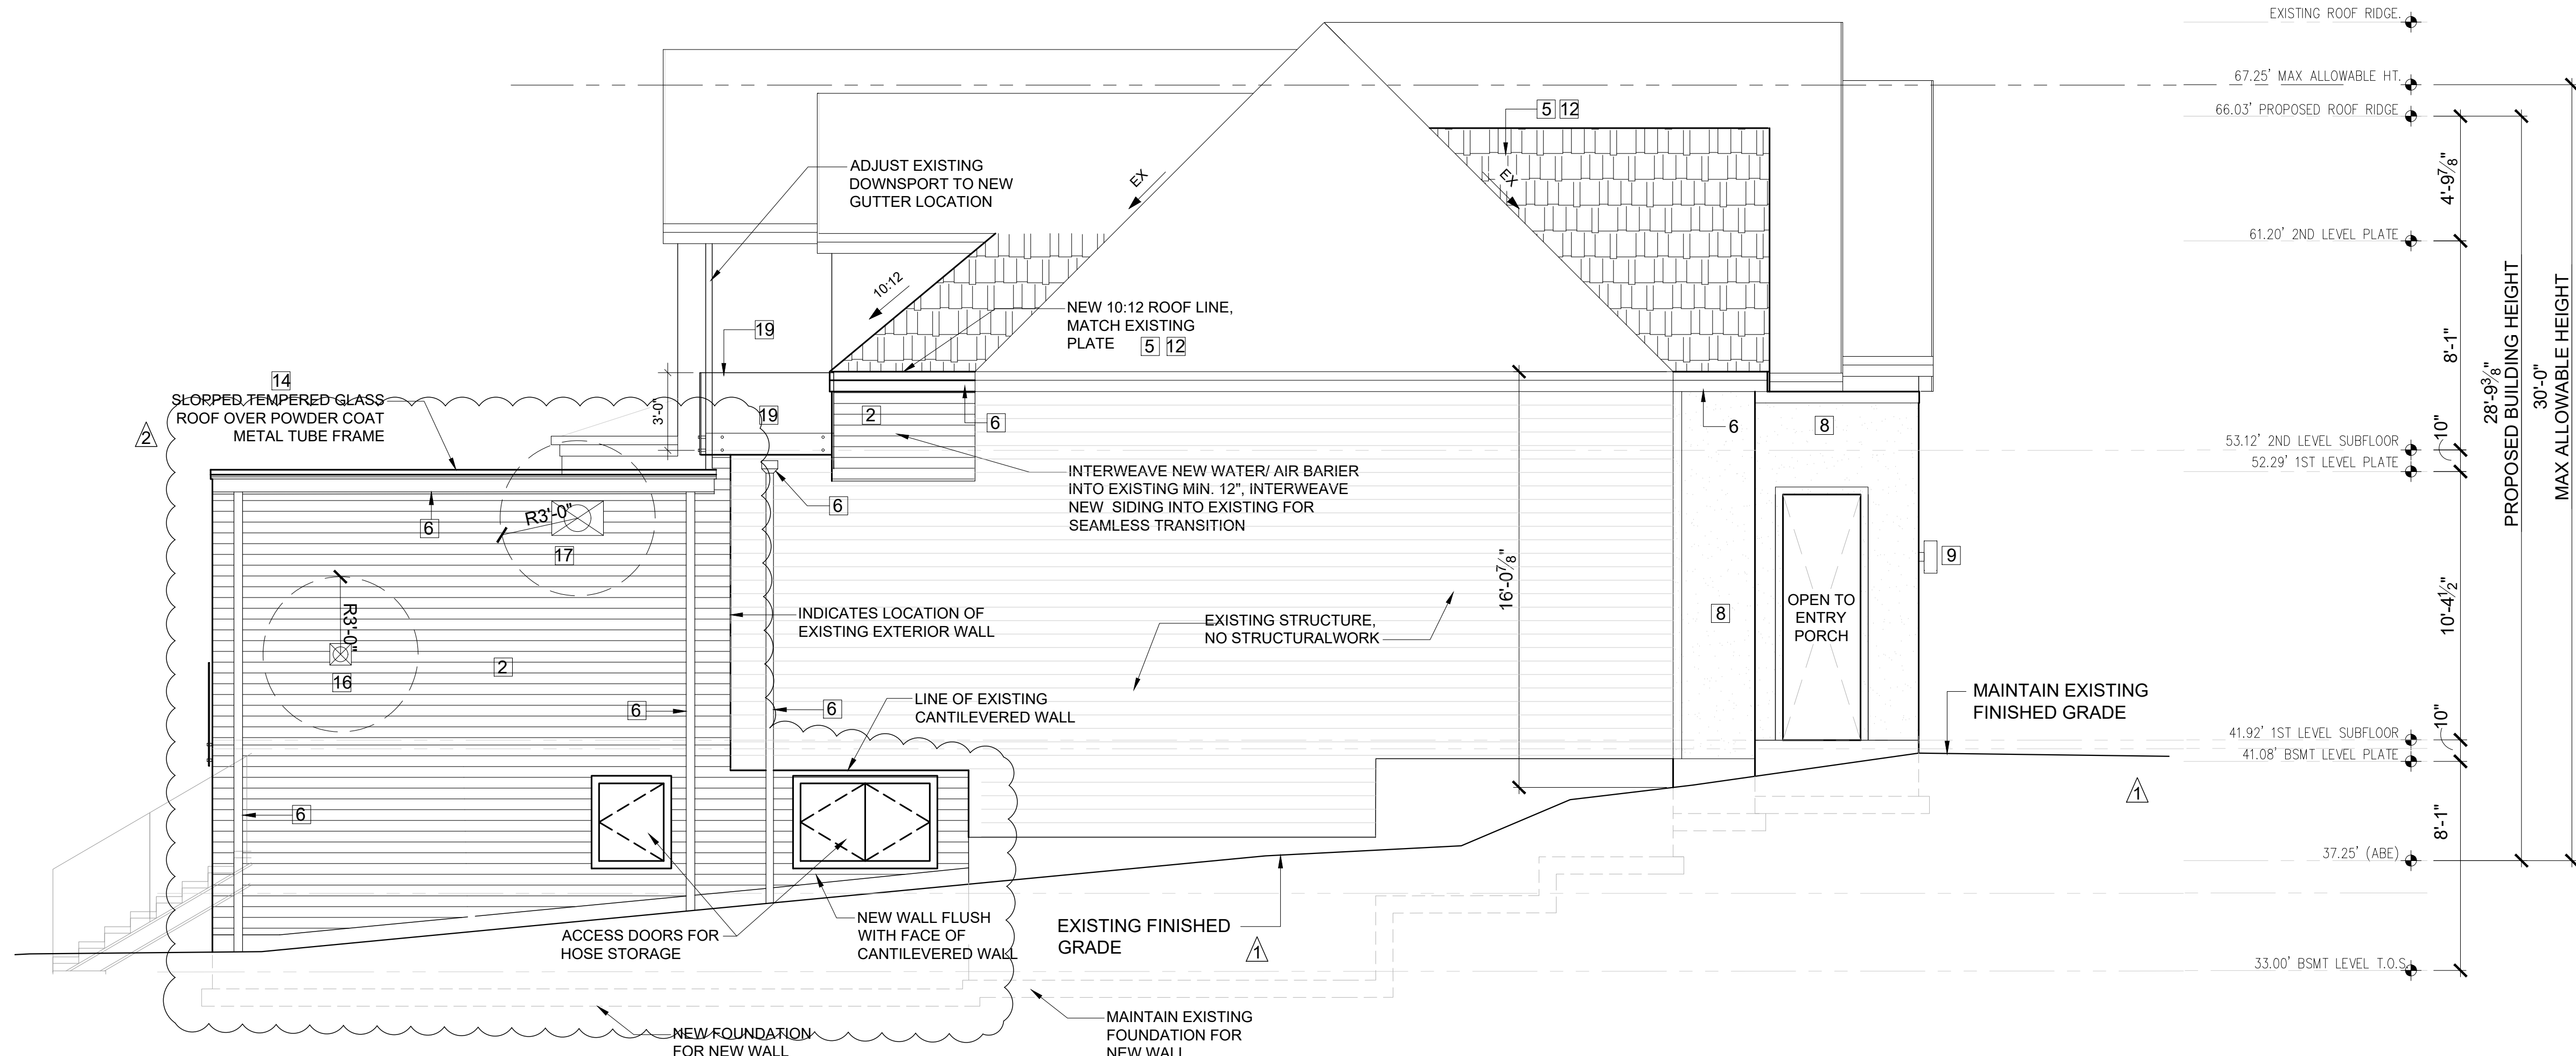 EXISTING ROOF RIDGE.
67.25' MAX ALLOWABLE HT.
66.03' PROPOSED ROOF RIDGE
61.20' 2ND LEVEL PLATE
53.12' 2ND LEVEL SUBFLOOR
52.29' 1ST LEVEL PLATE
41.92' 1ST LEVEL SUBFLOOR
41.08' BSMT LEVEL PLATE
37.25' (ABE)
33.00' BSMT LEVEL T.O.S.
4'-9⅞"
8'-1"
10"
10'-4½"
10"
8'-1"
28'-9⅜"
PROPOSED BUILDING HEIGHT
30'-0"
MAX ALLOWABLE HEIGHT
5 12
ADJUST EXISTING
DOWNSPORT TO NEW
GUTTER LOCATION
EX
EX
10:12
NEW 10:12 ROOF LINE,
MATCH EXISTING
PLATE 5 12
19
14
SLOPPED TEMPERED GLASS
ROOF OVER POWDER COAT
METAL TUBE FRAME
2
3'-0"
19
2
6
6
8
INTERWEAVE NEW WATER/ AIR BARIER
INTO EXISTING MIN. 12", INTERWEAVE
NEW SIDING INTO EXISTING FOR
SEAMLESS TRANSITION
6
6
R3'-0"
17
16'-0⅞"
9
R3'-0"
16
2
INDICATES LOCATION OF
EXISTING EXTERIOR WALL
EXISTING STRUCTURE,
NO STRUCTURALWORK
8
OPEN TO
ENTRY
PORCH
6
6
LINE OF EXISTING
CANTILEVERED WALL
MAINTAIN EXISTING
FINISHED GRADE
1
6
ACCESS DOORS FOR
HOSE STORAGE
NEW WALL FLUSH
WITH FACE OF
CANTILEVERED WALL
EXISTING FINISHED
GRADE
1
NEW FOUNDATION
FOR NEW WALL
MAINTAIN EXISTING
FOUNDATION FOR
NEW WALL